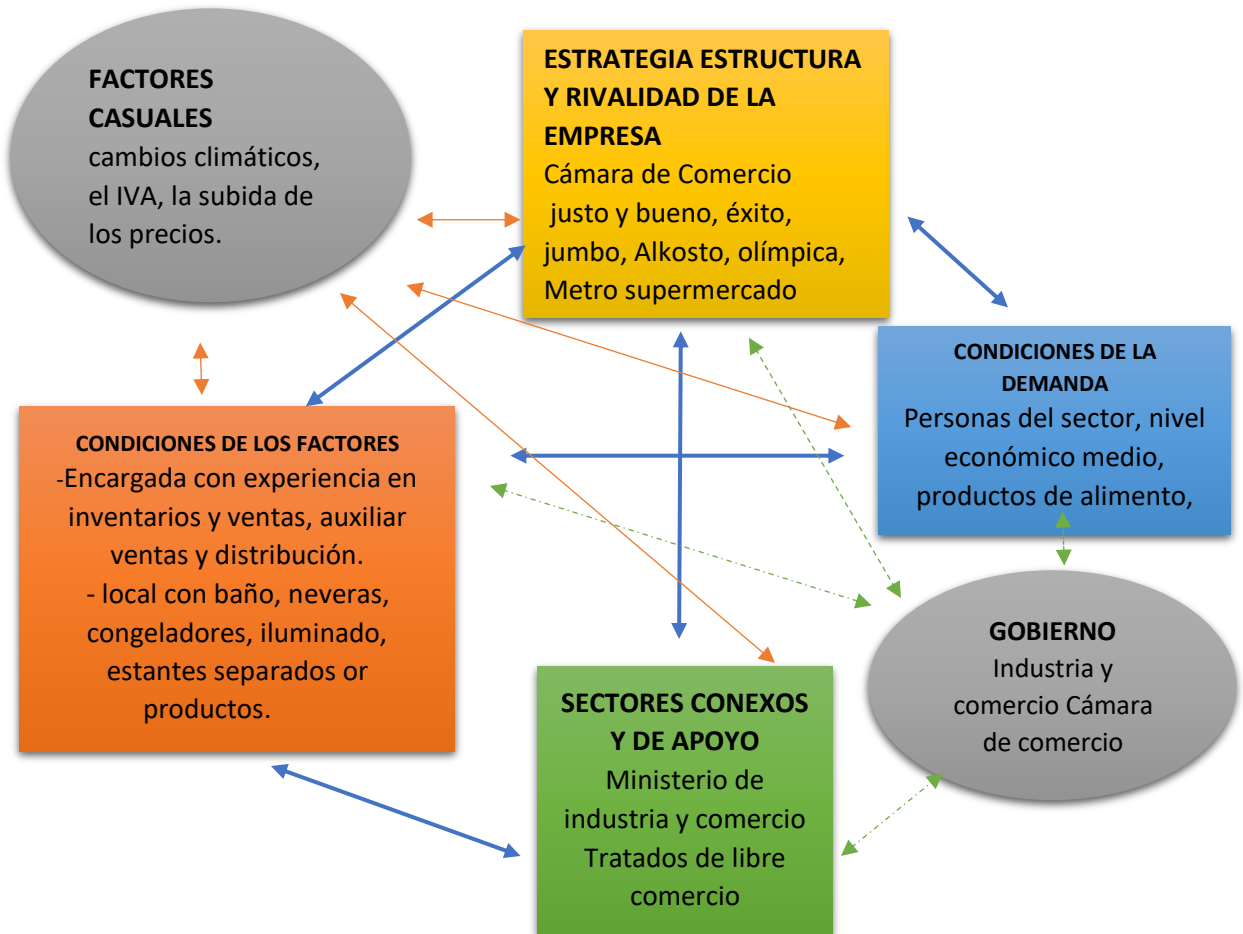 FACTORES
CASUALES
cambios climáticos,
el IVA, la subida de
los precios.
ESTRATEGIA ESTRUCTURA
Y RIVALIDAD DE LA
EMPRESA
Cámara de Comercio
justo y bueno, éxito,
jumbo, Alkosto, olímpica,
Metro supermercado
CONDICIONES DE LA
DEMANDA
Personas del sector, nivel
económico medio,
productos de alimento,
CONDICIONES DE LOS FACTORES
-Encargada con experiencia en
inventarios y ventas, auxiliar
ventas y distribución.
- local con baño, neveras,
congeladores, iluminado,
estantes separados or
productos.
GOBIERNO
Industria y
comercio Cámara
de comercio
SECTORES CONEXOS
Y DE APOYO
Ministerio de
industria y comercio
Tratados de libre
comercio